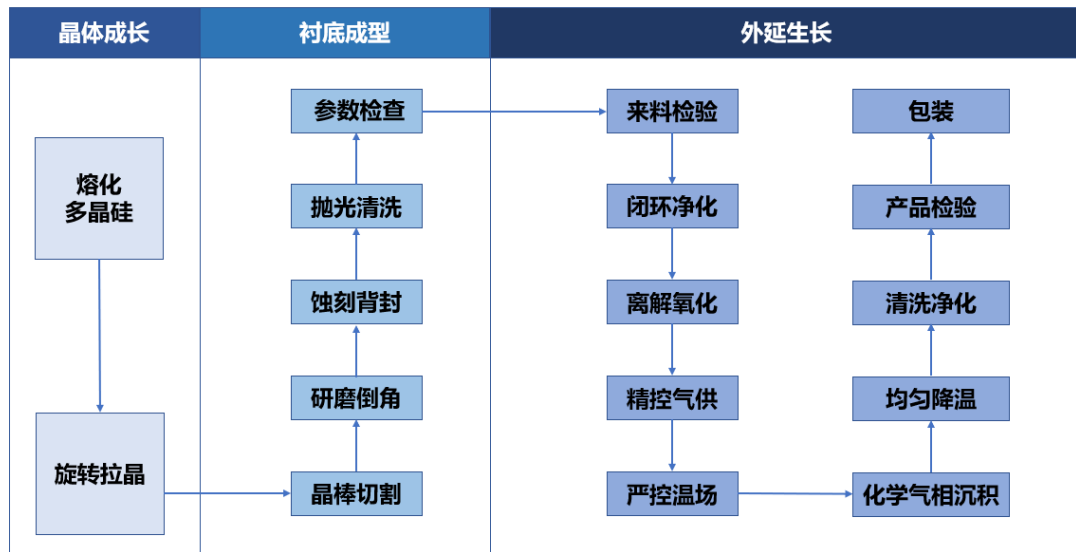 晶体成长
衬底成型
外延生长
熔化
多晶硅
旋转拉晶
晶棒切割
研磨倒角
蚀刻背封
抛光清洗
参数检查
来料检验
闭环净化
离解氧化
精控气供
严控温场
化学气相沉积
均匀降温
清洗净化
产品检验
包装